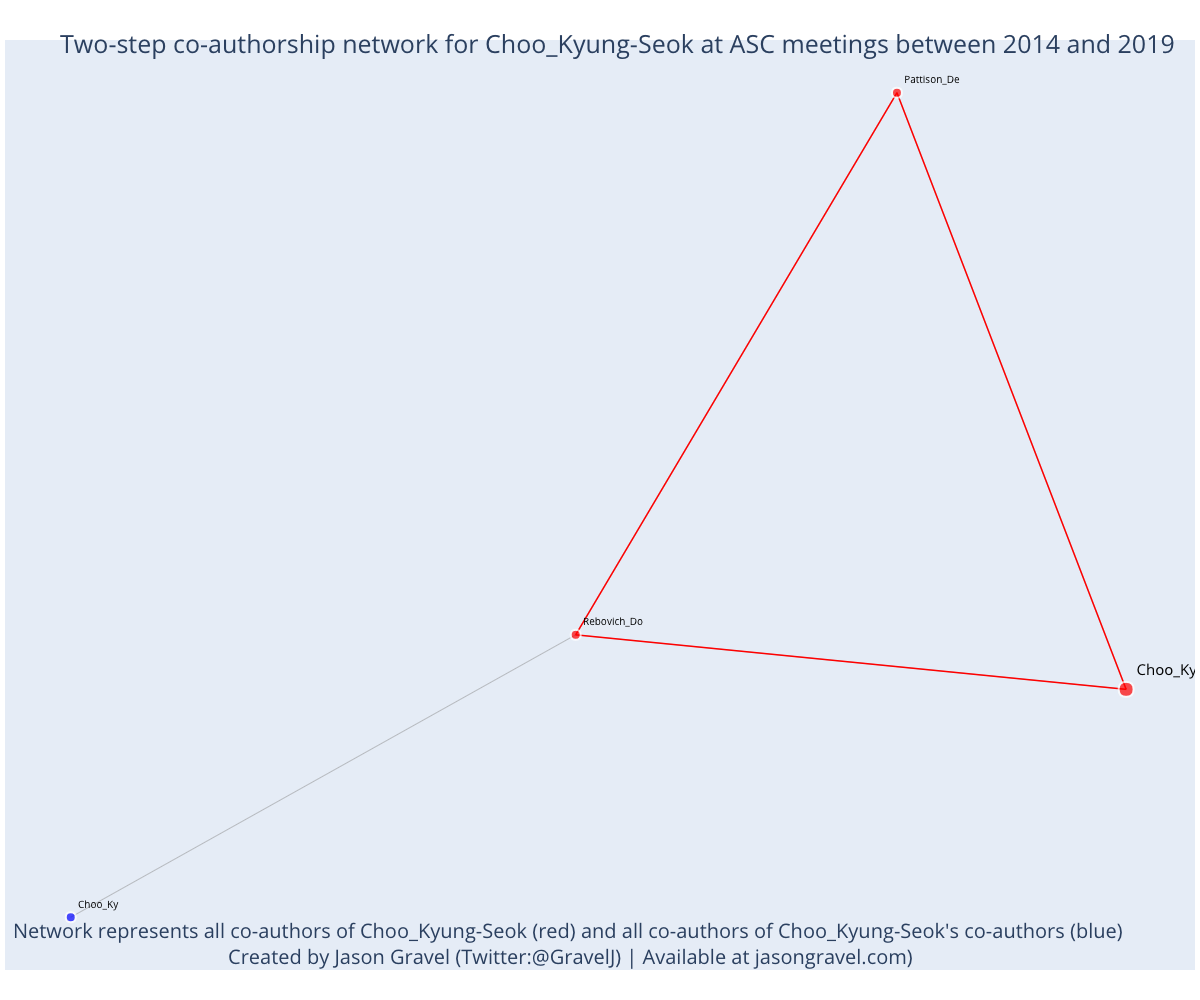 Two-step co-authorship network for Choo_Kyung-Seok at ASC meetings between 2014 and 2019
Pattison_De
Rebovich_Do
Choo_Ky
Choo_Ky
Network represents all co-authors of Choo_Kyung-Seok (red) and all co-authors of Choo_Kyung-Seok's co-authors (blue)
Created by Jason Gravel (Twitter:@GravelJ) | Available at jasongravel.com)